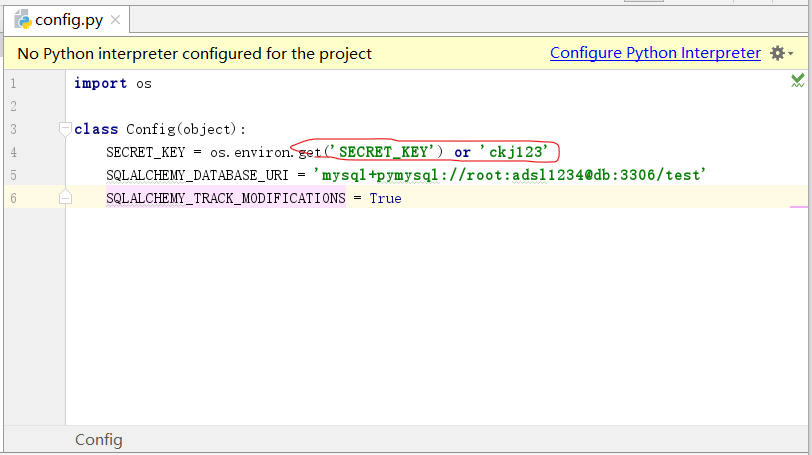 config.py
No Python interpreter configured for the project Configure Python Interpreter
1 import os
2
3 class Config(object):
4 SECRET_KEY = os.environ.get('SECRET_KEY') or 'ckj123'
5 SQLALCHEMY_DATABASE_URI = 'mysql+pymysql://root:adsl1234@db:3306/test'
6 SQLALCHEMY_TRACK_MODIFICATIONS = True
Config